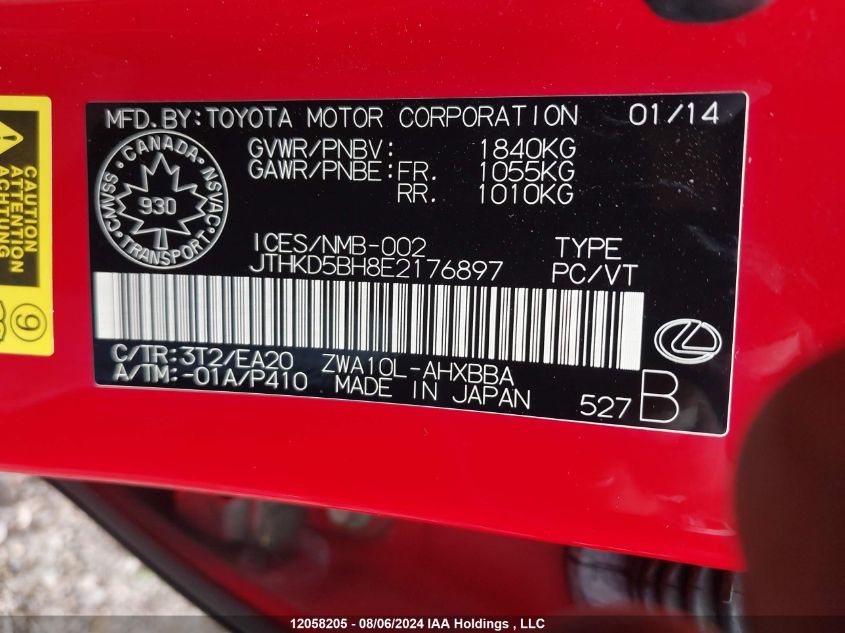 MFD.BY:TOYOTA MOTOR CORPORATION 01/14
GVWR/PNBV: 1840KG
GAWR/PNBE:FR. 1055KG
RR. 1010KG
CANADA
CMVSS NSVAC
930
TRANSPORT
ICES/NMB-002 TYPE
JTHKD5BH8E2176897 PC/VT
C/TR:3T2/EA20 ZWA10L-AHXBBA
A/TM:-01A/P410 MADE IN JAPAN
527 B
CAUTION
ATTENTION
ACHTUNG
9
12058205 - 08/06/2024 IAA Holdings , LLC